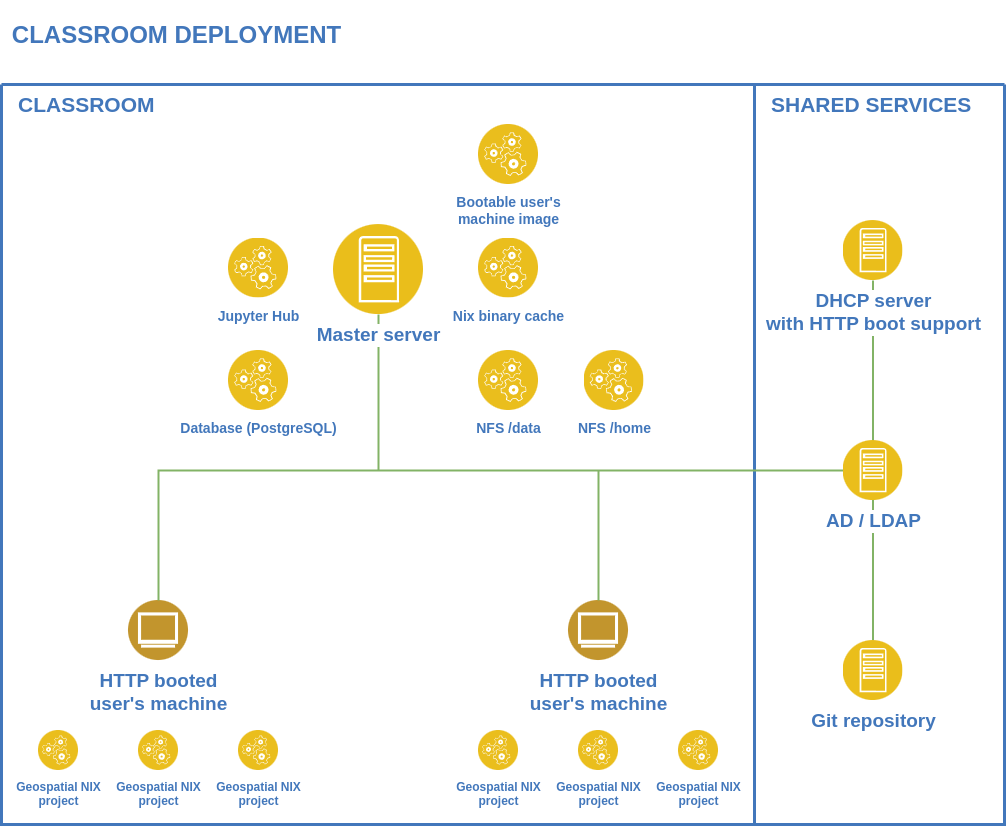 CLASSROOM DEPLOYMENT
CLASSROOM
SHARED SERVICES
Bootable user's
machine image
Jupyter Hub
Master server
Nix binary cache
DHCP server
with HTTP boot support
Database (PostgreSQL)
NFS /data
NFS /home
AD / LDAP
HTTP booted
user's machine
HTTP booted
user's machine
Git repository
Geospatial NIX
project
Geospatial NIX
project
Geospatial NIX
project
Geospatial NIX
project
Geospatial NIX
project
Geospatial NIX
project